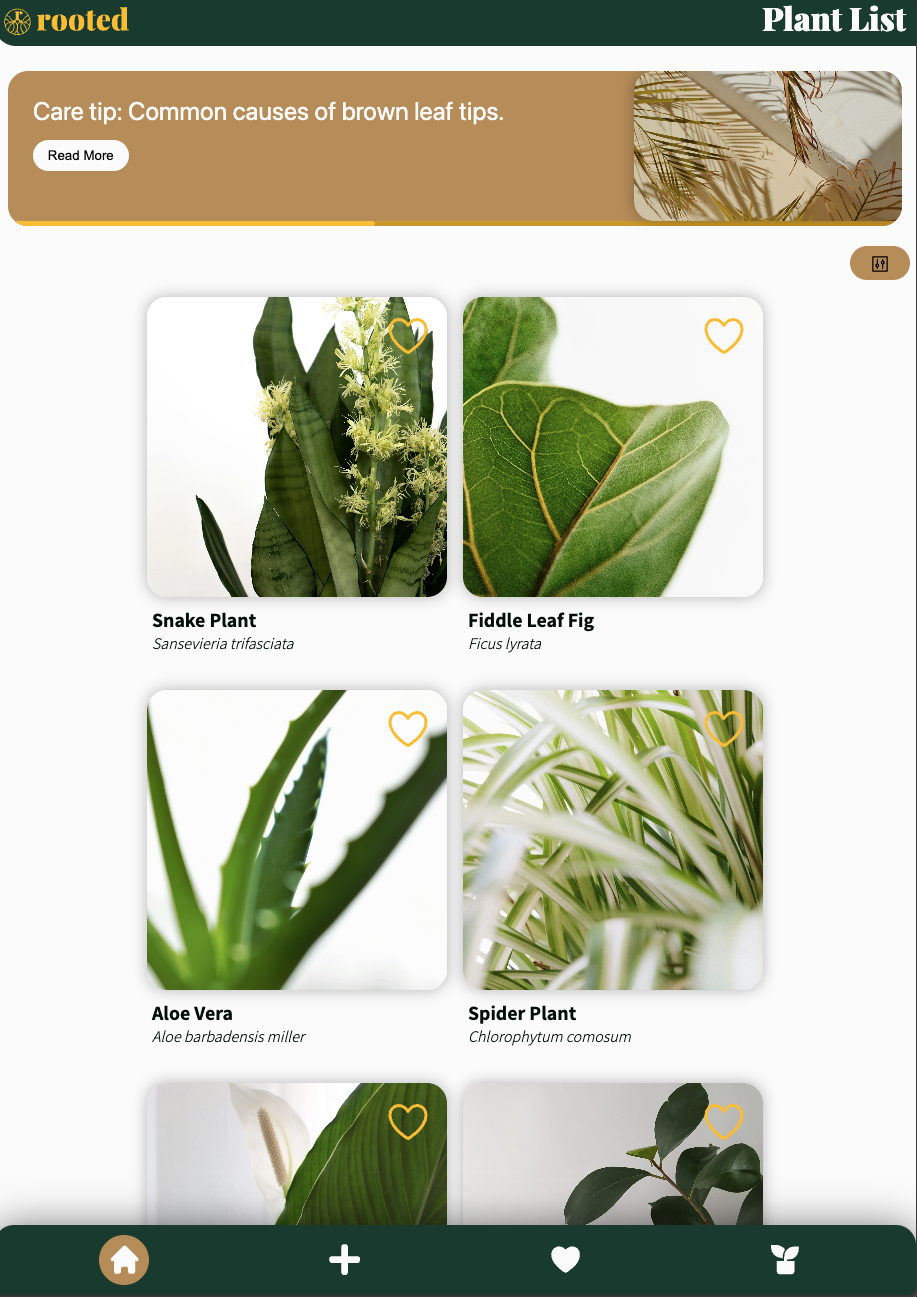 rooted
Plant List
Care tip: Common causes of brown leaf tips.
Read More
Snake Plant
Sansevieria trifasciata
Fiddle Leaf Fig
Ficus lyrata
Aloe Vera
Aloe barbadensis miller
Spider Plant
Chlorophytum comosum